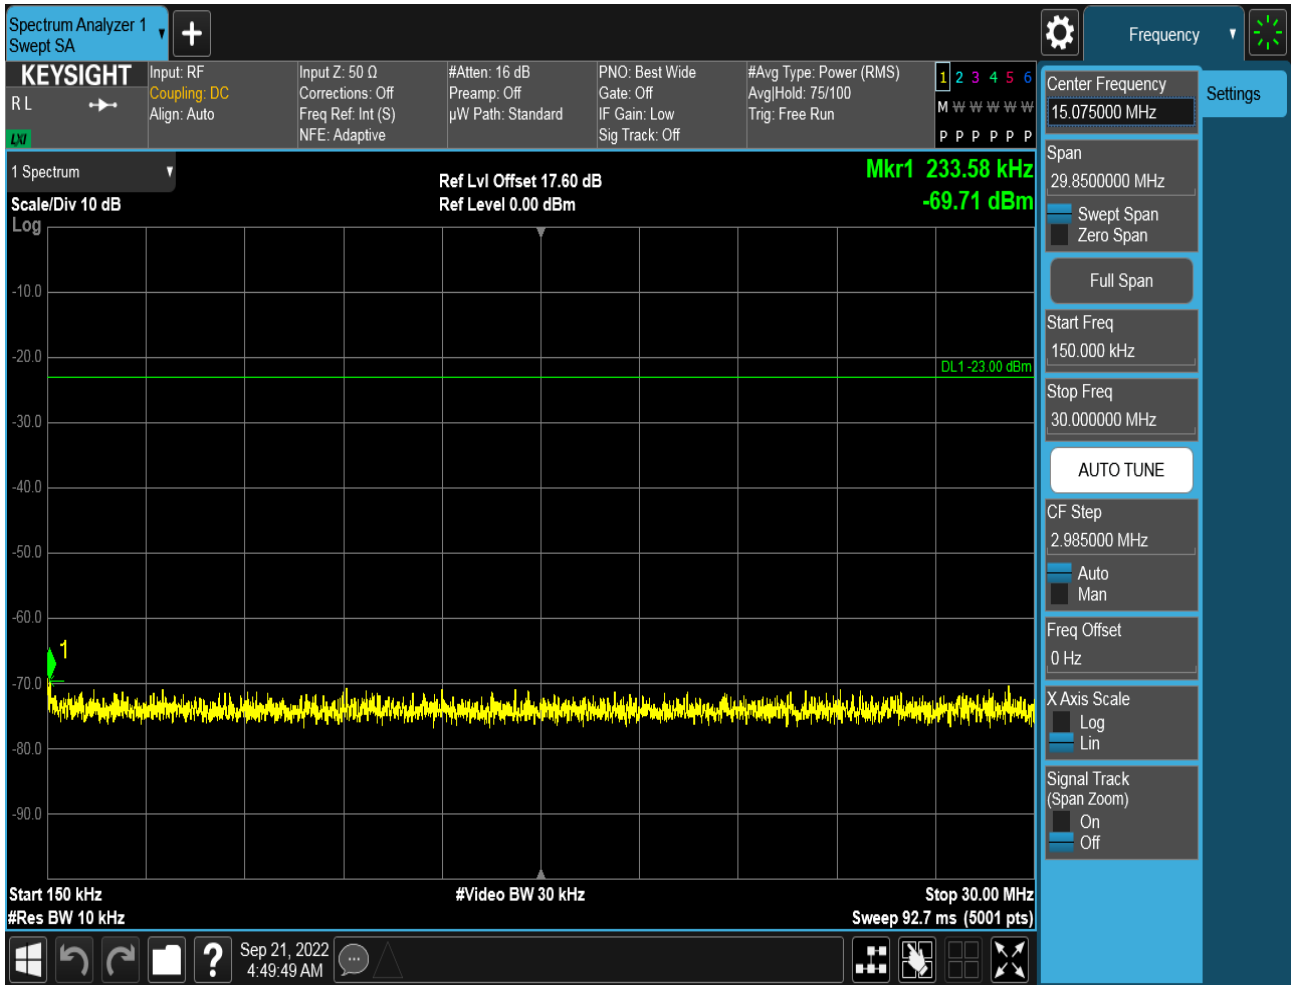 Spectrum Analyzer 1
Swept SA
Frequency
KEYSIGHT
R L
LXI
Input: RF
Coupling: DC
Align: Auto
Input Z: 50 Ω
Corrections: Off
Freq Ref: Int (S)
NFE: Adaptive
#Atten: 16 dB
Preamp: Off
µW Path: Standard
PNO: Best Wide
Gate: Off
IF Gain: Low
Sig Track: Off
#Avg Type: Power (RMS)
Avg|Hold: 75/100
Trig: Free Run
1 2 3 4 5 6
M W W W W W
P P P P P P
1 Spectrum
Scale/Div 10 dB
Log
Ref Lvl Offset 17.60 dB
Ref Level 0.00 dBm
Mkr1 233.58 kHz
-69.71 dBm
-10.0
-20.0
DL1 -23.00 dBm
-30.0
-40.0
-50.0
-60.0
1
-70.0
-80.0
-90.0
Start 150 kHz
#Res BW 10 kHz
#Video BW 30 kHz
Stop 30.00 MHz
Sweep 92.7 ms (5001 pts)
Center Frequency
15.075000 MHz
Settings
Span
29.8500000 MHz
Swept Span
Zero Span
Full Span
Start Freq
150.000 kHz
Stop Freq
30.000000 MHz
AUTO TUNE
CF Step
2.985000 MHz
Auto
Man
Freq Offset
0 Hz
X Axis Scale
Log
Lin
Signal Track
(Span Zoom)
On
Off
?
Sep 21, 2022
4:49:49 AM